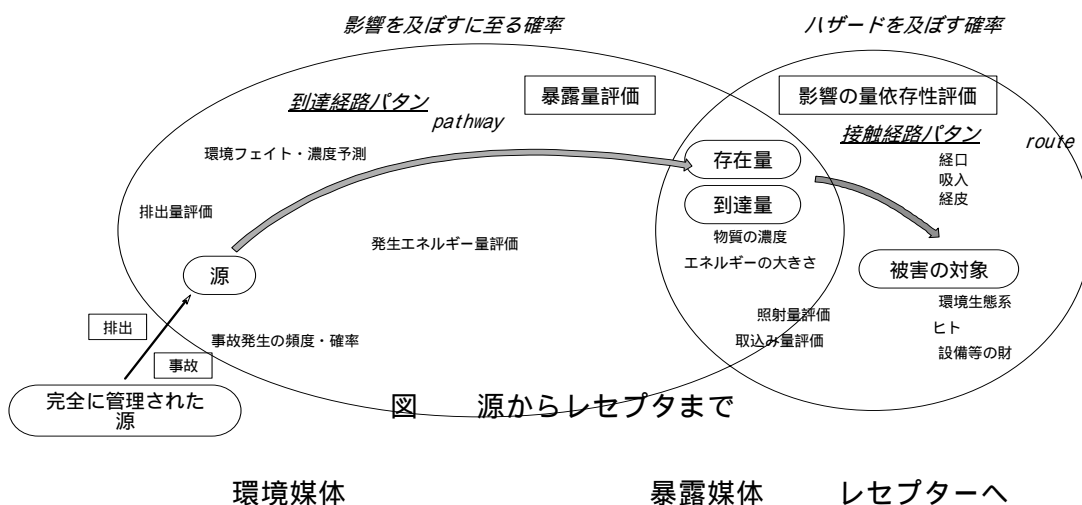 影響を及ぼすに至る確率
ハザードを及ぼす確率
暴露量評価
影響の量依存性評価
到達経路パタン
pathway
接触経路パタン
route
環境フェイト・濃度予測
存在量
経口
吸入
経皮
排出量評価
到達量
発生エネルギー量評価
物質の濃度
エネルギーの大きさ
源
被害の対象
環境生態系
ヒト
設備等の財
照射量評価
取込み量評価
排出
事故発生の頻度・確率
事故
完全に管理された
源
図　　源からレセプタまで
環境媒体
暴露媒体
レセプターへ